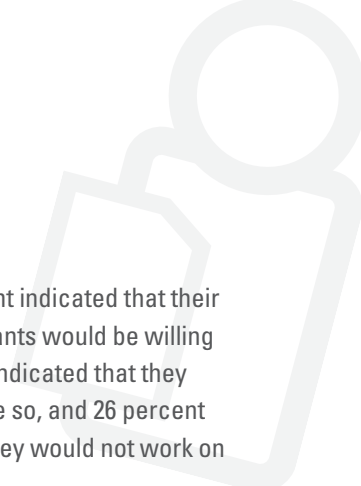 nt indicated that their
ants would be willing
ndicated that they
e so, and 26 percent
ey would not work on